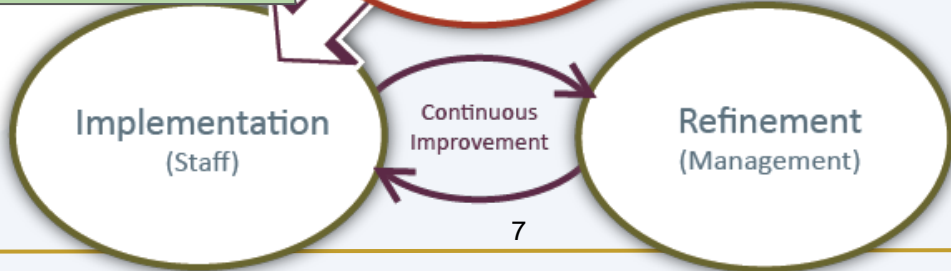 Implementation
(Staff)
Continuous
Improvement
Refinement
(Management)
7